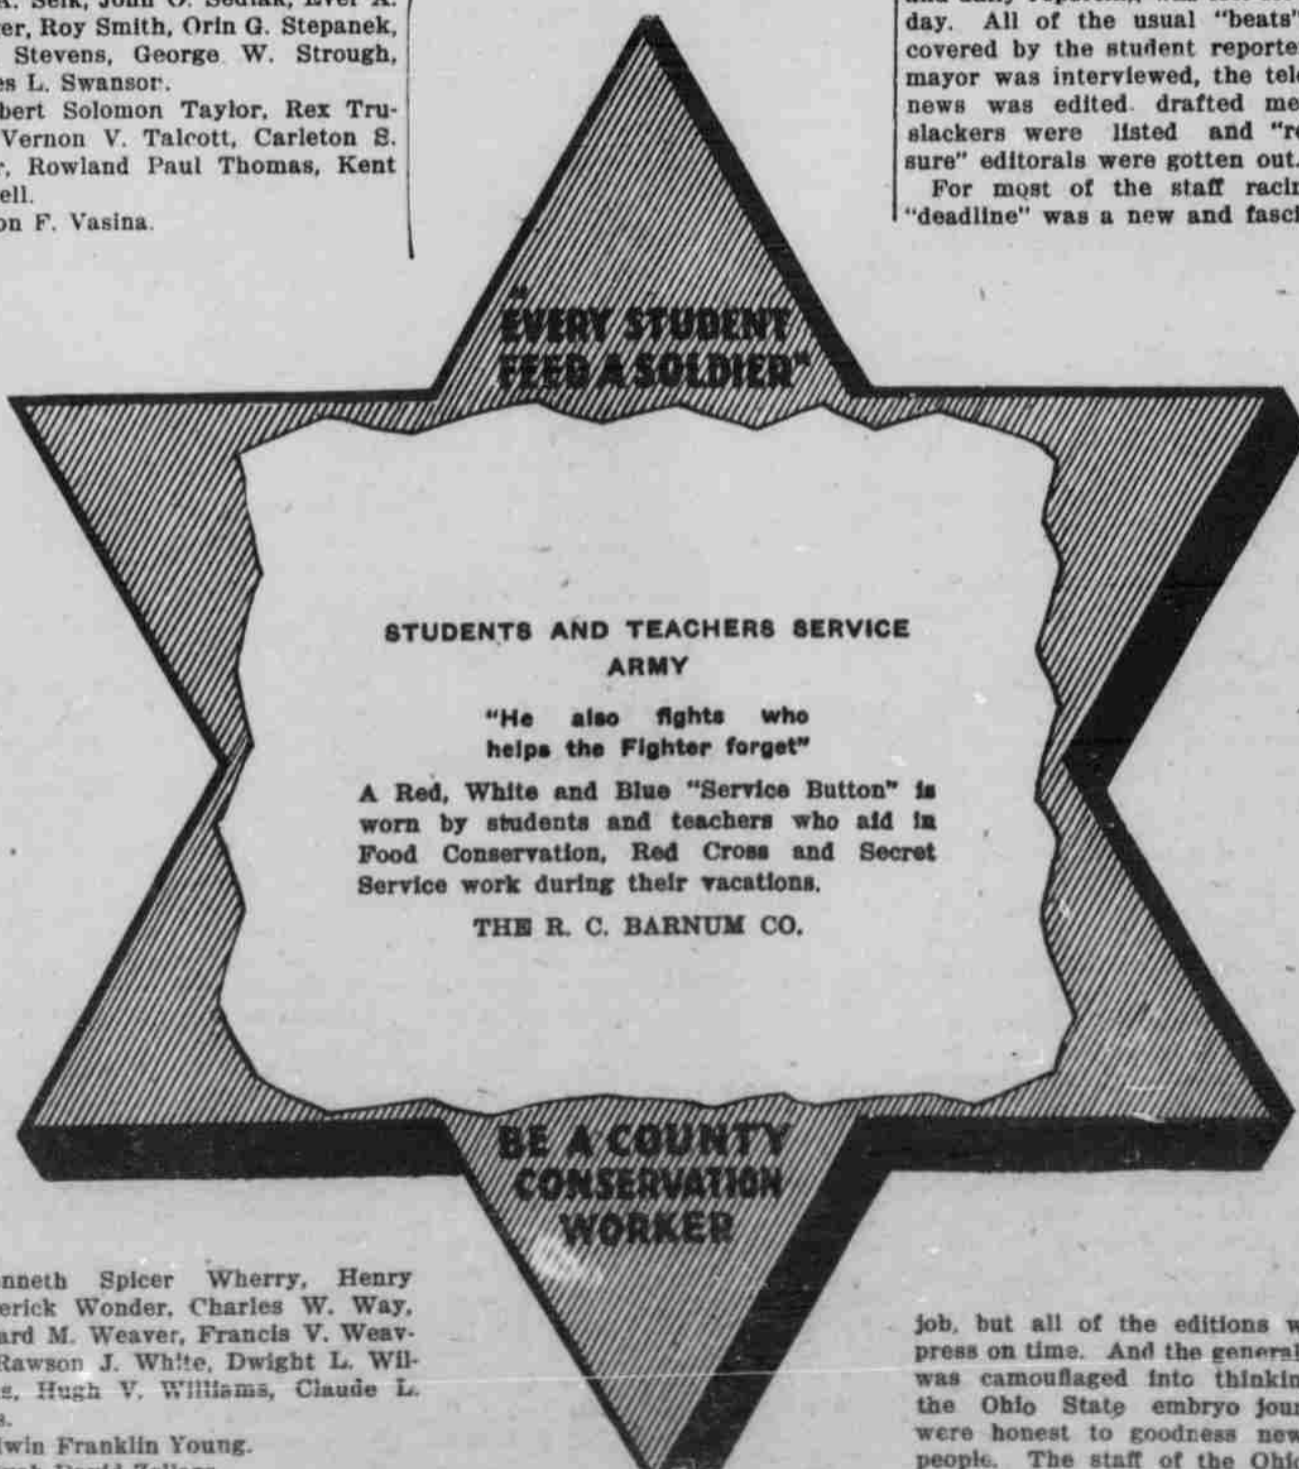 er, Roy Smith, Orin G. Stepanek,
Stevens, George W. Strough,
es L. Swanson.
bert Solomon Taylor, Rex Tru-
Vernon V. Talcott, Carleton S.
r, Rowland Paul Thomas, Kent
ell.
on F. Vasina.
day. All of the usual "beats"
covered by the student reporte
mayor was interviewed, the tele
news was edited. drafted me
slackers were listed and "re
sure" editorals were gotten out.
For most of the staff racin
"deadline" was a new and fasci
"EVERY STUDENT
FEED A SOLDIER"
STUDENTS AND TEACHERS SERVICE
ARMY
"He also fights who
helps the Fighter forget"
A Red, White and Blue "Service Button" is
worn by students and teachers who aid in
Food Conservation, Red Cross and Secret
Service work during their vacations.
THE R. C. BARNUM CO.
BE A COUNTY
CONSERVATION
WORKER
nneth Spicer Wherry, Henry
erick Wonder, Charles W. Way,
ard M. Weaver, Francis V. Weav-
Rawson J. White, Dwight L. Wil-
s, Hugh V. Williams, Claude L.
s.
win Franklin Young.
job, but all of the editions w
press on time. And the general
was camouflaged into thinkin
the Ohio State embryo jour
were honest to goodness new
people. The staff of the Ohio